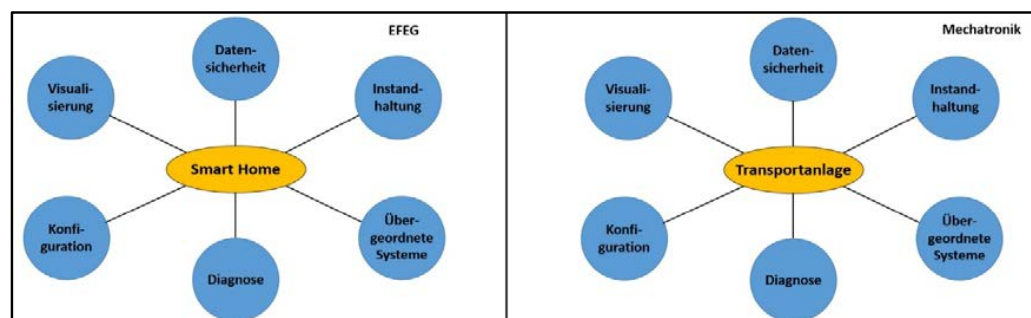 EFEG
Daten-
sicherheit
Visuali-
sierung
Instand-
haltung
Smart Home
Konfi-
guration
Über-
geordnete
Systeme
Diagnose
Mechatronik
Daten-
sicherheit
Visuali-
sierung
Instand-
haltung
Transportanlage
Konfi-
guration
Über-
geordnete
Systeme
Diagnose